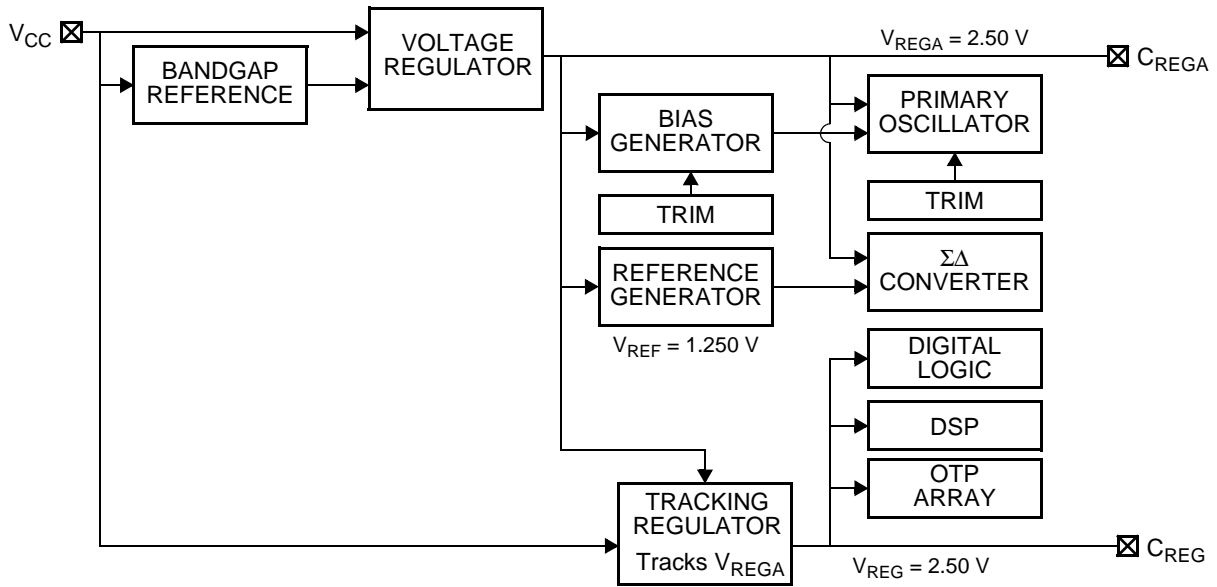 VCC
VOLTAGE
REGULATOR
BANDGAP
REFERENCE
VREGA = 2.50 V
CREGA
BIAS
GENERATOR
PRIMARY
OSCILLATOR
TRIM
TRIM
REFERENCE
GENERATOR
ΣΔ
CONVERTER
VREF = 1.250 V
DIGITAL
LOGIC
DSP
OTP
ARRAY
TRACKING
REGULATOR
Tracks VREGA
VREG = 2.50 V
CREG